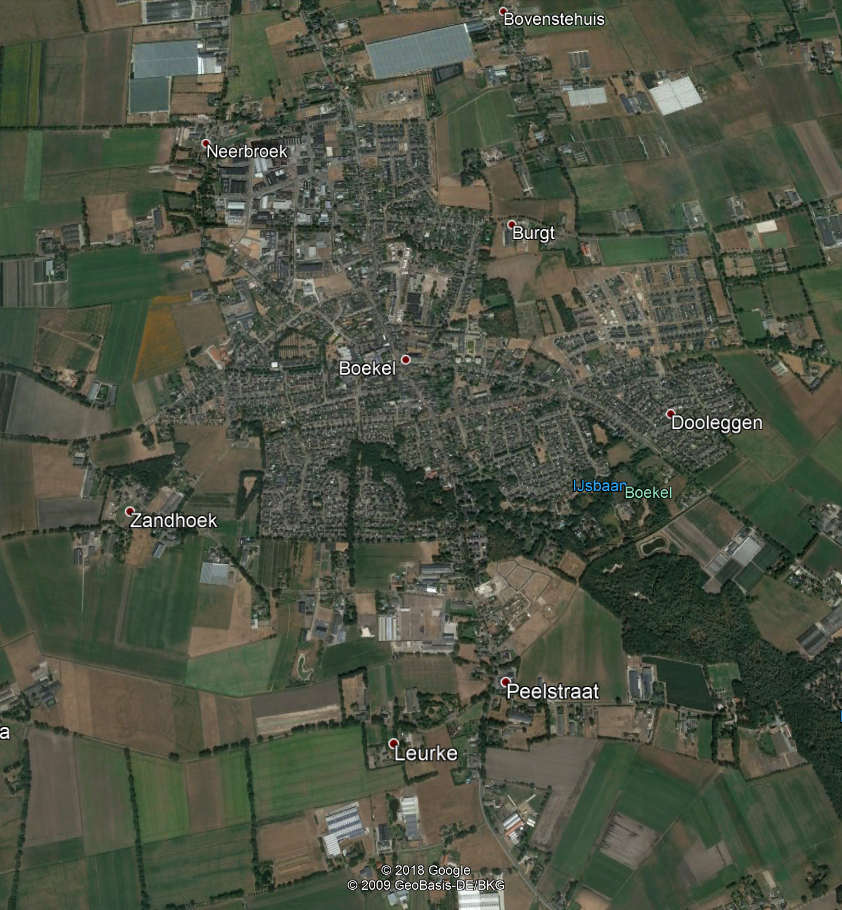 Bovenstehuis
Neerbroek
Burgt
Boekel
Dooleggen
IJsbaan Boekel
Zandhoek
Peelstraat
a
Leurke
© 2018 Google
© 2009 GeoBasis-DE/BKG